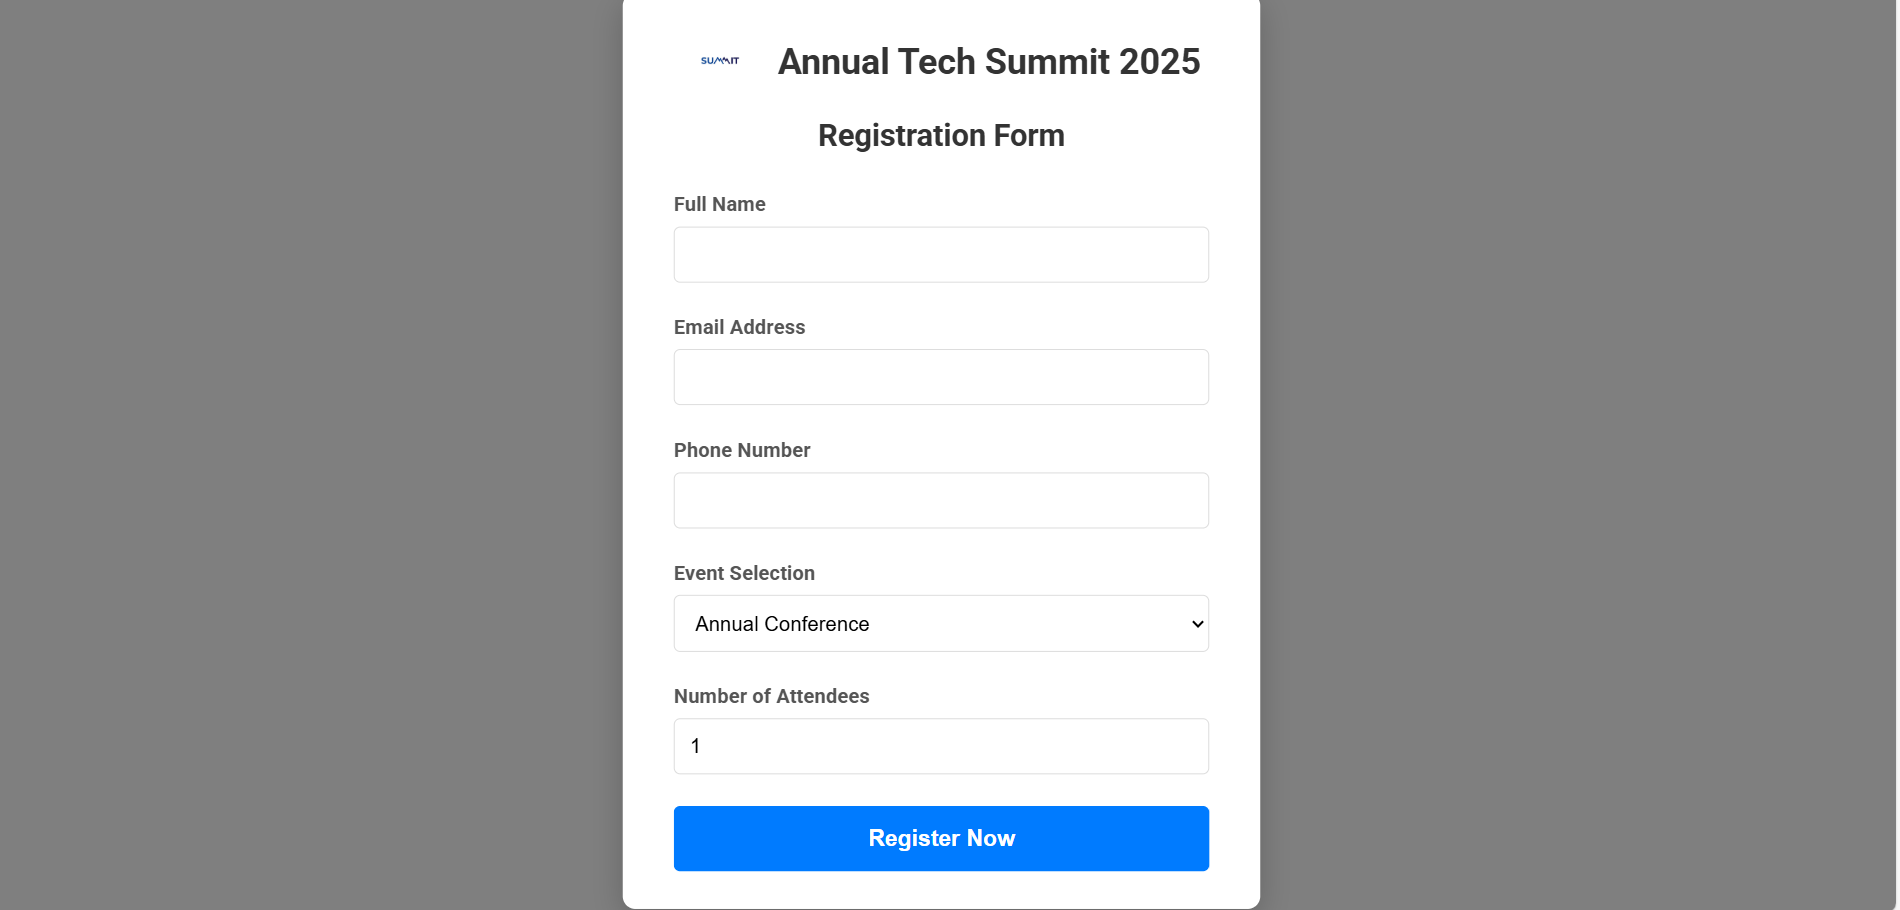 SUMMIT
Annual Tech Summit 2025
Registration Form
Full Name
Email Address
Phone Number
Event Selection
Annual Conference
Number of Attendees
1
Register Now